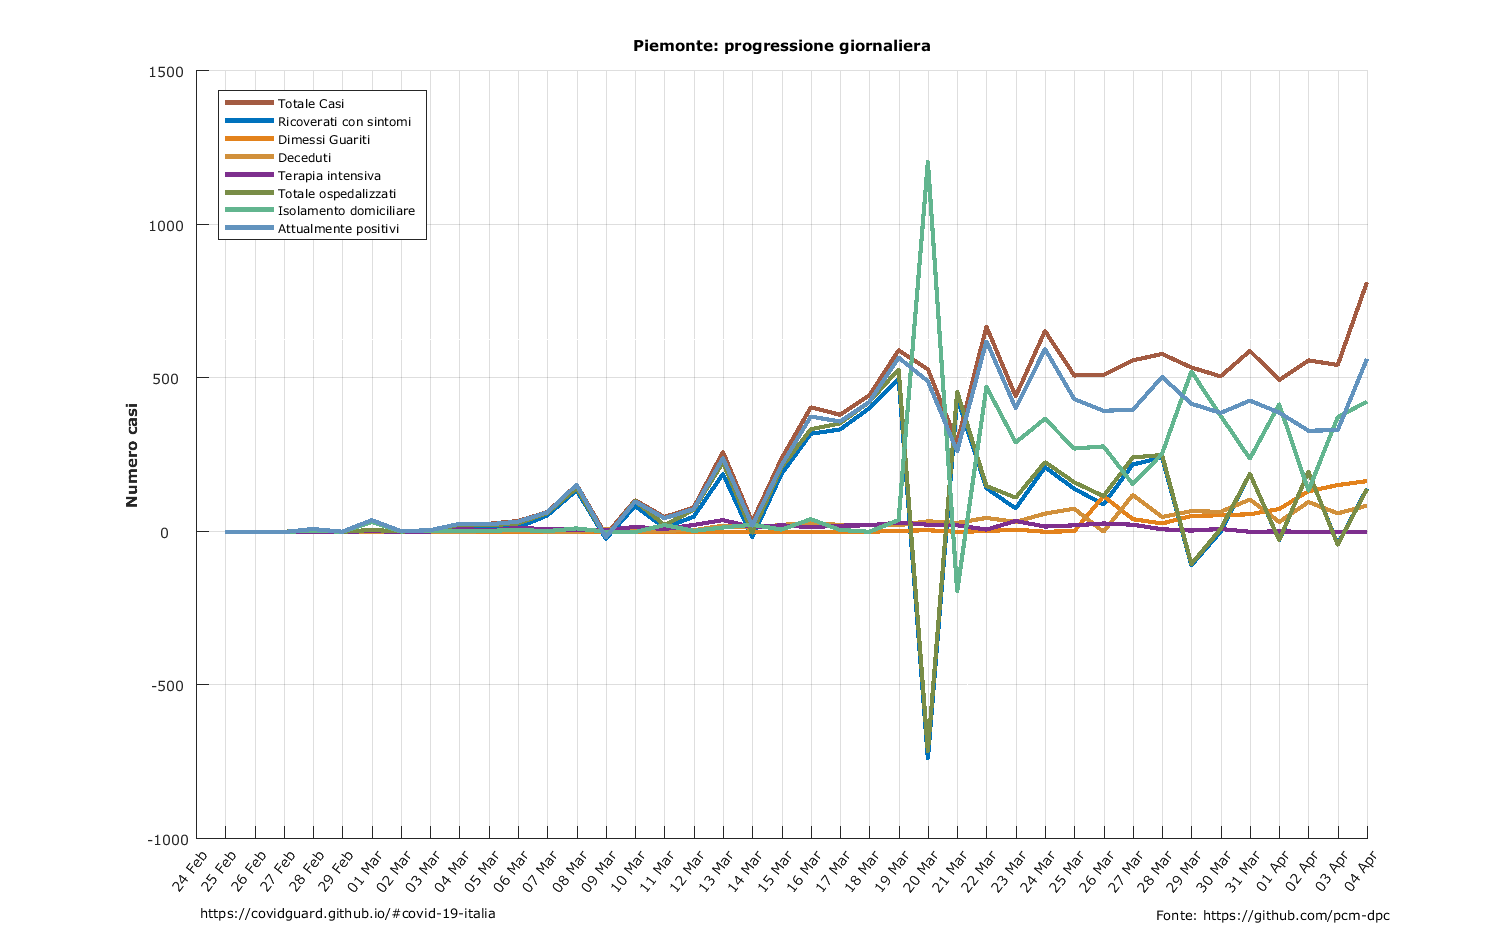 Piemonte: progressione giornaliera
Numero casi
1500
1000
500
0
-500
-1000
Totale Casi
Ricoverati con sintomi
Dimessi Guariti
Deceduti
Terapia intensiva
Totale ospedalizzati
Isolamento domiciliare
Attualmente positivi
24 Feb
25 Feb
26 Feb
27 Feb
28 Feb
29 Feb
01 Mar
02 Mar
03 Mar
04 Mar
05 Mar
06 Mar
07 Mar
08 Mar
09 Mar
10 Mar
11 Mar
12 Mar
13 Mar
14 Mar
15 Mar
16 Mar
17 Mar
18 Mar
19 Mar
20 Mar
21 Mar
22 Mar
23 Mar
24 Mar
25 Mar
26 Mar
27 Mar
28 Mar
29 Mar
30 Mar
31 Mar
01 Apr
02 Apr
03 Apr
04 Apr
https://covidguard.github.io/#covid-19-italia
Fonte: https://github.com/pcm-dpc